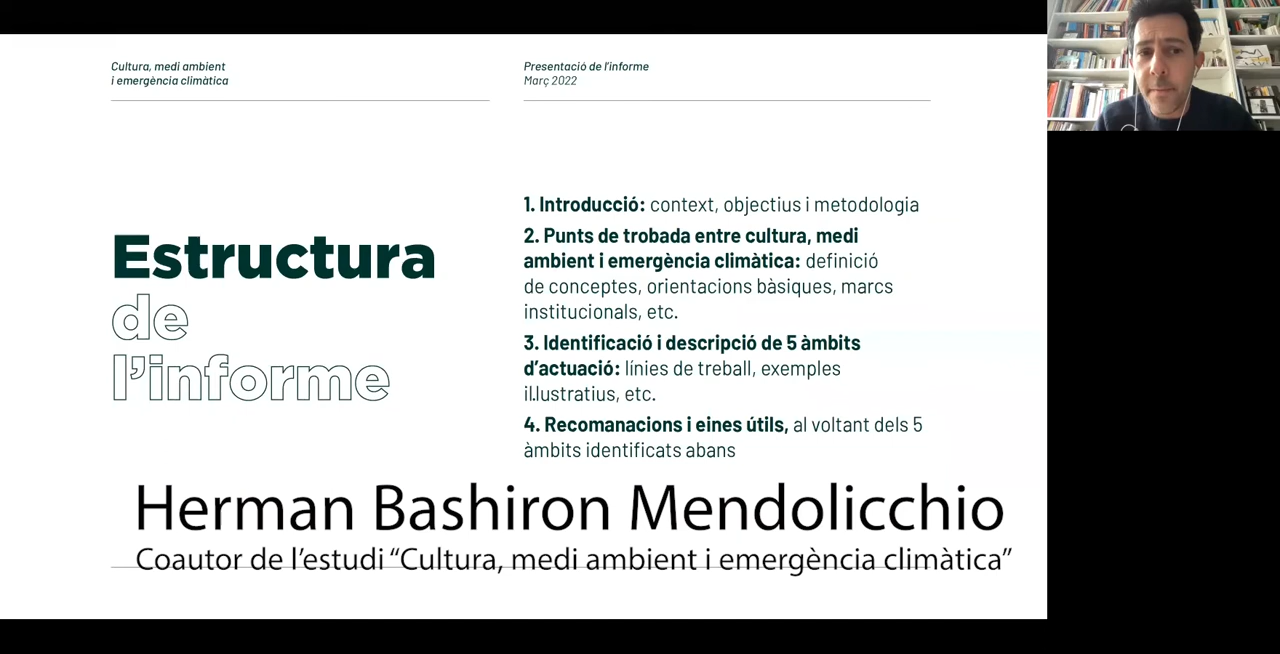 Cultura, medi ambient
i emergència climàtica
Presentació de l’informe
Març 2022
Estructura
de
l’informe
1. Introducció: context, objectius i metodologia
2. Punts de trobada entre cultura, medi
ambient i emergència climàtica: definició
de conceptes, orientacions bàsiques, marcs
institucionals, etc.
3. Identificació i descripció de 5 àmbits
d’actuació: línies de treball, exemples
il.lustratius, etc.
4. Recomanacions i eines útils, al voltant dels 5
àmbits identificats abans
Herman Bashiron Mendolicchio
Coautor de l’estudi “Cultura, medi ambient i emergència climàtica”